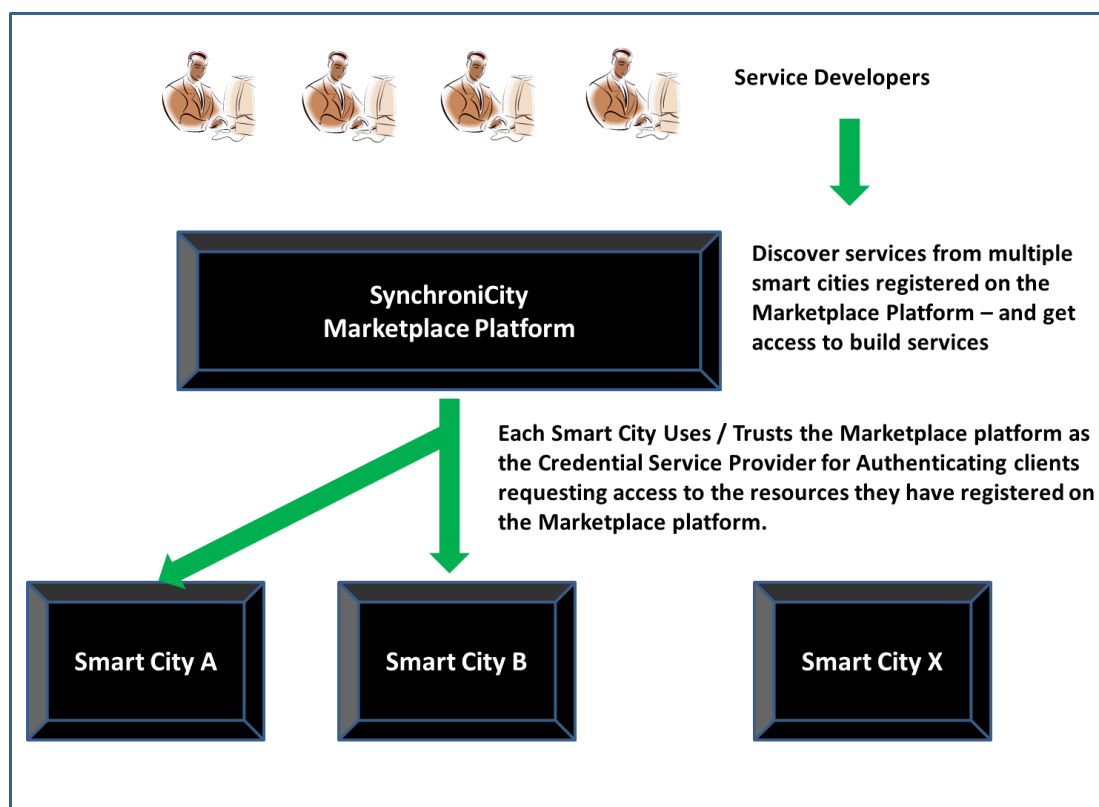 Service Developers
Discover services from multiple
smart cities registered on the
Marketplace Platform – and get
access to build services
SynchroniCity
Marketplace Platform
Each Smart City Uses / Trusts the Marketplace platform as
the Credential Service Provider for Authenticating clients
requesting access to the resources they have registered on
the Marketplace platform.
Smart City A
Smart City B
Smart City X